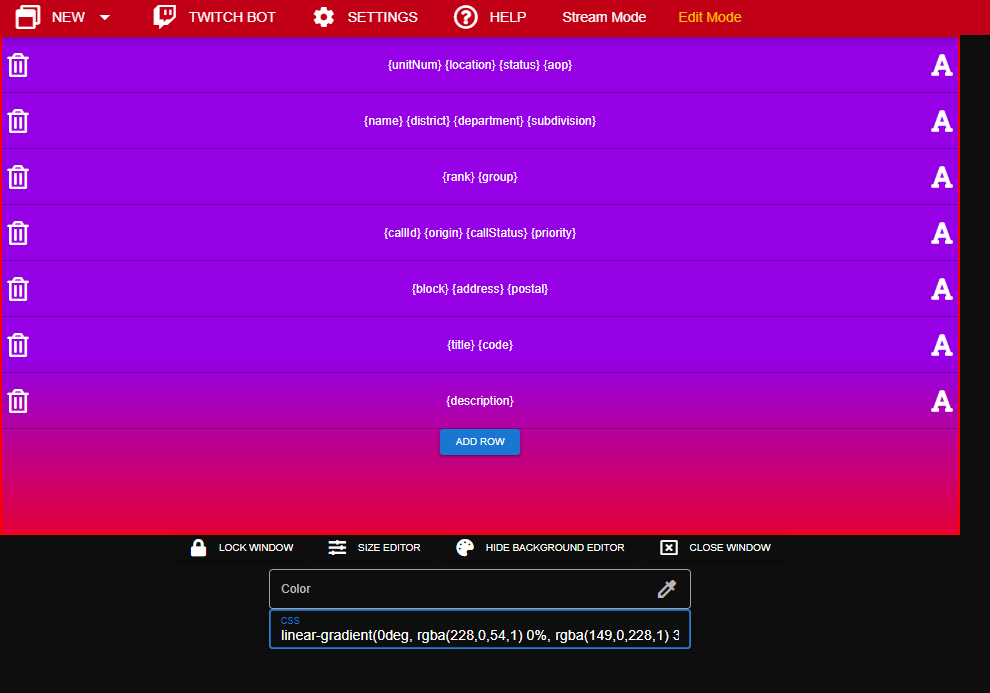 NEW TWITCH BOT SETTINGS HELP Stream Mode Edit Mode
{unitNum} {location} {status} {aop}
{name} {district} {department} {subdivision}
{rank} {group}
{callId} {origin} {callStatus} {priority}
{block} {address} {postal}
{title} {code}
{description}
ADD ROW
LOCK WINDOW SIZE EDITOR HIDE BACKGROUND EDITOR CLOSE WINDOW
Color
CSS
linear-gradient(0deg, rgba(228,0,54,1) 0%, rgba(149,0,228,1) 3